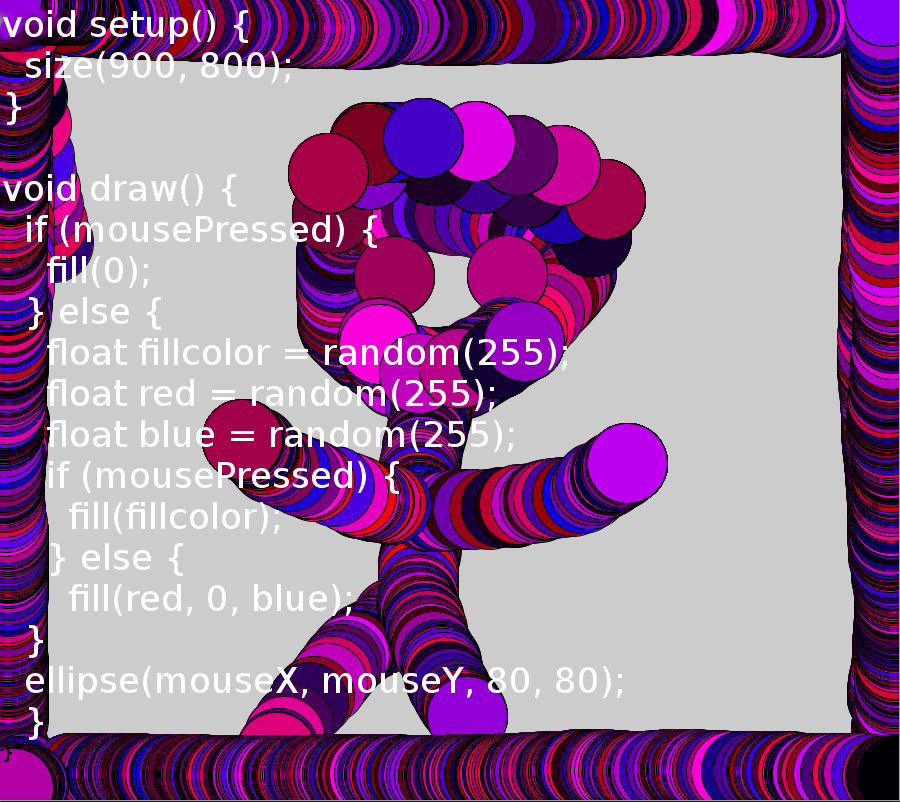 void setup() {
size(900, 800);
}
void draw() {
if (mousePressed) {
fill(0);
} else {
float fillcolor = random(255);
float red = random(255);
float blue = random(255);
if (mousePressed) {
fill(fillcolor);
} else {
fill(red, 0, blue);
}
ellipse(mouseX, mouseY, 80, 80);
}
}